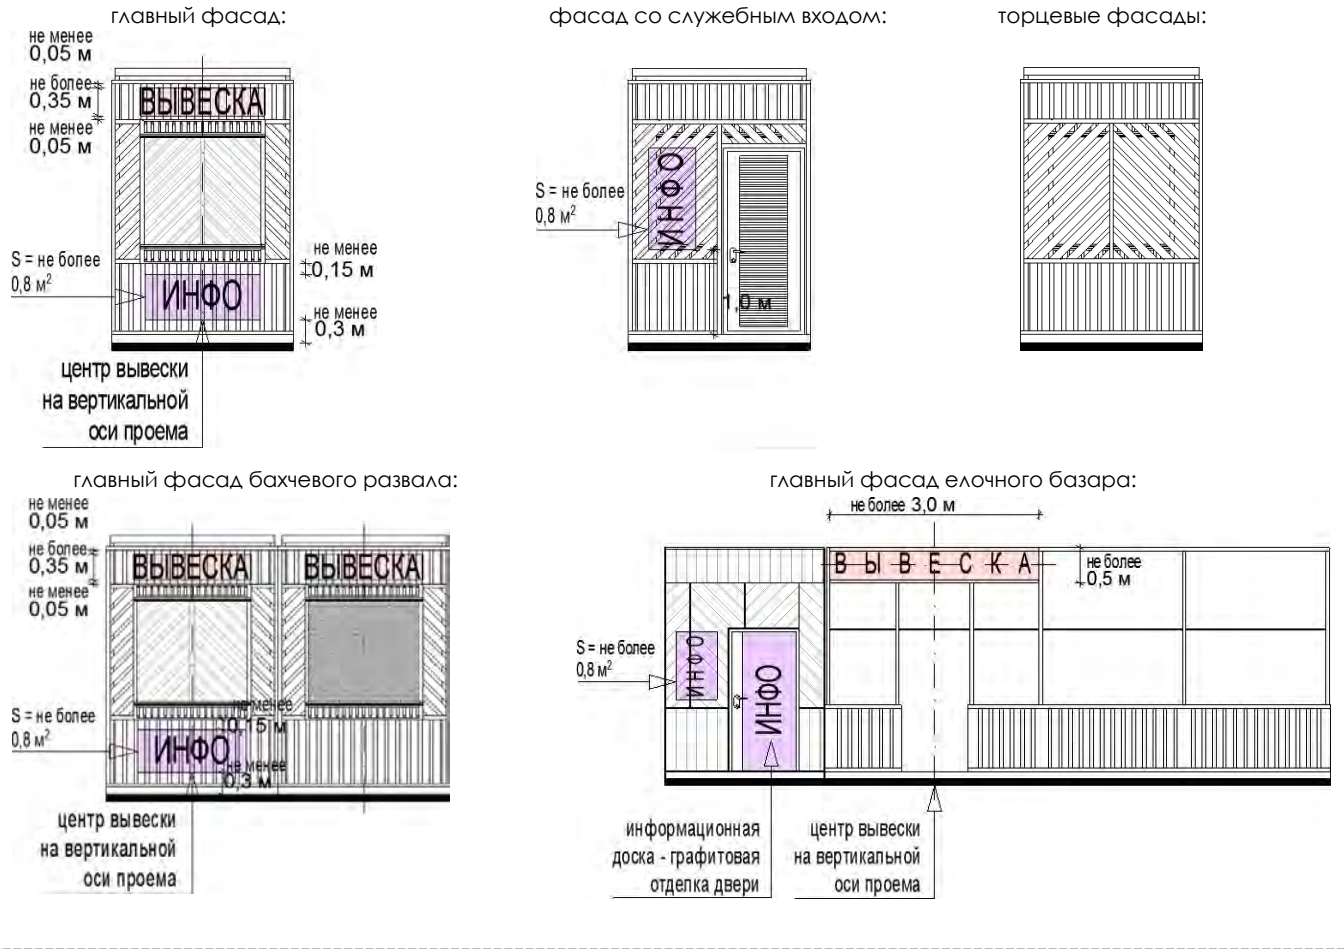 главный фасад:
не менее
0,05 м
не более
0,35 м
не менее
0,05 м
ВЫВЕСКА
S = не более
0,8 м²
ИНФО
не менее
0,15 м
не менее
0,3 м
центр вывески
на вертикальной
оси проема
фасад со служебным входом:
S = не более
0,8 м²
ИНФО
1,0 м
торцевые фасады:
главный фасад бахчевого развала:
не менее
0,05 м
не более
0,35 м
не менее
0,05 м
ВЫВЕСКА
ВЫВЕСКА
S = не более
0,8 м²
ИНФО
не менее
0,15 м
не менее
0,3 м
центр вывески
на вертикальной
оси проема
главный фасад елочного базара:
не более 3,0 м
ВЫВЕСКА
не более
0,5 м
S = не более
0,8 м²
ИНФО
ИНФО
информационная
доска - графитовая
отделка двери
центр вывески
на вертикальной
оси проема